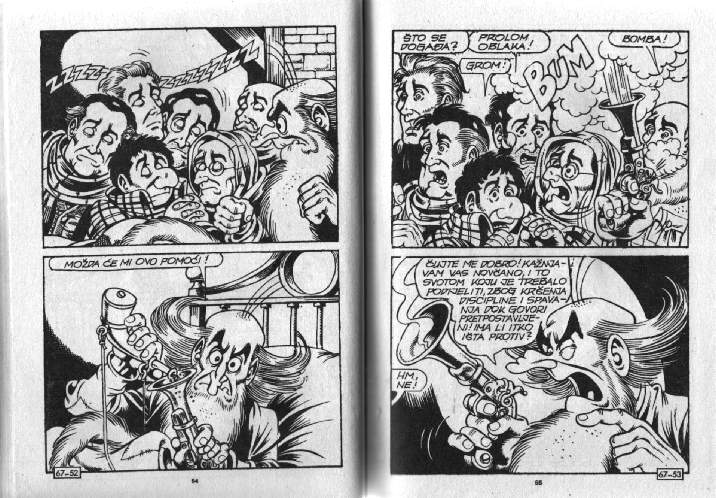 ZZZZZ
ZZZZZZZZ
MOŽDA ĆE MI OVO POMOĆI!
67-52
54
ŠTO SE
DOGAĐA?
PROLOM
OBLAKA!
GROM!
BUM
BOMBA!
ČUJTE ME DOBRO! KAŽNJA-
VAM VAS NOVČANO, I TO
SVOTOM KOJU JE TREBALO
PODIJELITI, ZBOG KRŠENJA
DISCIPLINE I SPAVA-
NJA DOK GOVORI
PRETPOSTAVLJE-
NI! IMA LI ITKO
IŠTA PROTIV?
HM,
NE!
67-53
55